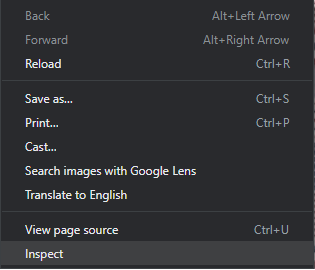 Back Alt+Left Arrow
Forward Alt+Right Arrow
Reload Ctrl+R
Save as... Ctrl+S
Print... Ctrl+P
Cast...
Search images with Google Lens
Translate to English
View page source Ctrl+U
Inspect